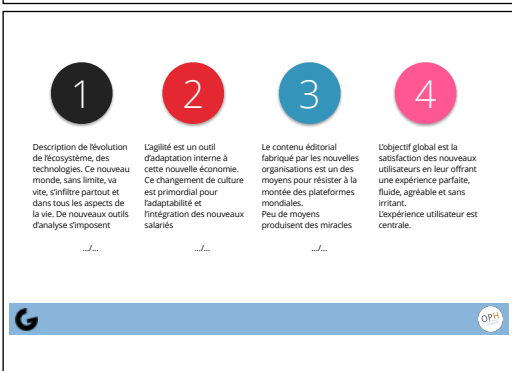 1
2
3
4
Description de l'évolution
de l'écosystème, des
technologies. Ce nouveau
monde, sans limite, va
vite, s'infiltre partout et
dans tous les aspects de
la vie. De nouveaux outils
d'analyse s'imposent
.../...
L'agilité est un outil
d'adaptation interne à
cette nouvelle économie.
Ce changement de culture
est primordial pour
l'adaptabilité et
l'intégration des nouveaux
salariés
.../...
Le contenu éditorial
fabriqué par les nouvelles
organisations est un des
moyens pour résister à la
montée des plateformes
mondiales.
Peu de moyens
produisent des miracles
.../...
L'objectif global est la
satisfaction des nouveaux
utilisateurs en leur offrant
une expérience parfaite,
fluide, agréable et sans
irritant.
L'expérience utilisateur est
centrale.
G
OPH